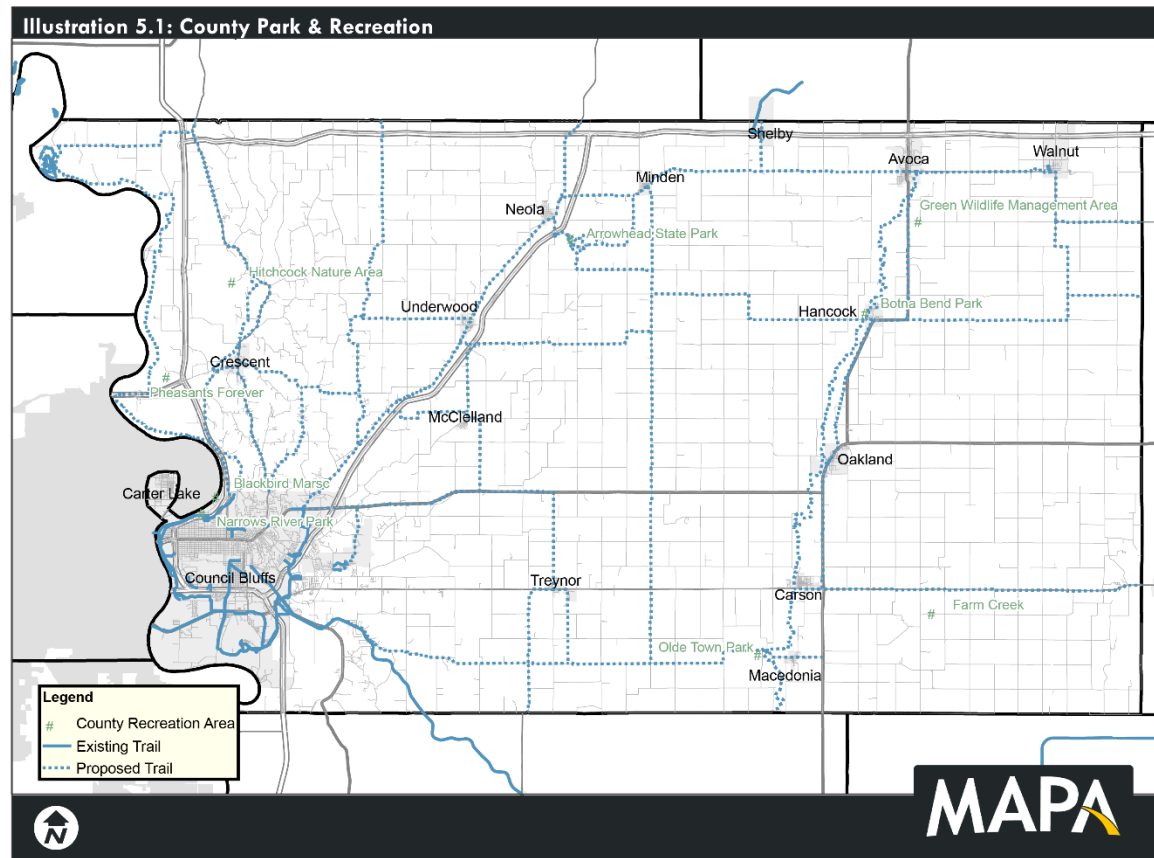 Illustration 5.1: County Park & Recreation
Shelby
Avoca
Walnut
Minden
Neola
Green Wildlife Management Area
Arrowhead State Park
Hitchcock Nature Area
Underwood
Hancock
Botna Bend Park
Crescent
Pheasants Forever
McClelland
Oakland
Blackbird Marsc
Carter Lake
Narrows River Park
Council Bluffs
Treynor
Carson
Farm Creek
Olde Town Park
Macedonia
Legend
# County Recreation Area
Existing Trail
Proposed Trail
N
MAPA